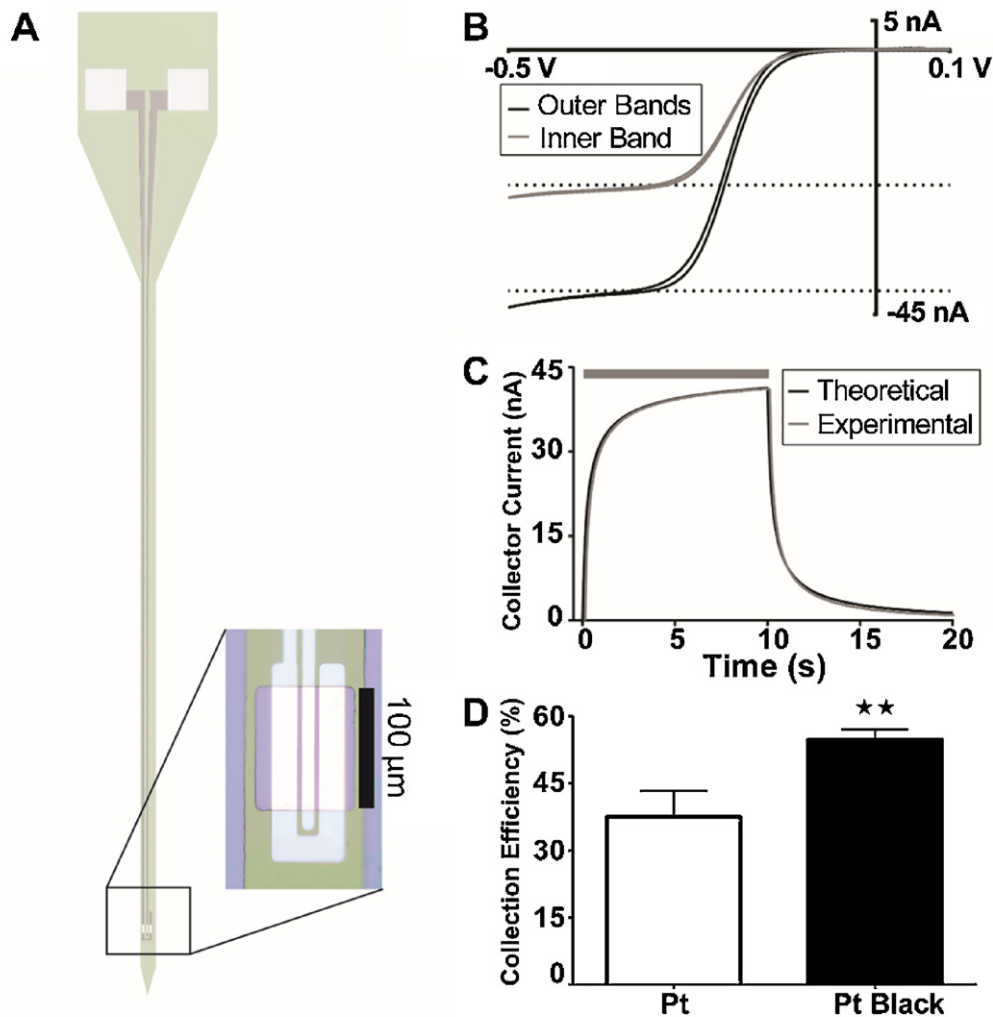 A
100 µm
B
5 nA
-0.5 V
0.1 V
Outer Bands
Inner Band
-45 nA
C
Collector Current (nA)
45
30
15
0
Theoretical
Experimental
0 5 10 15 20
Time (s)
D
Collection Efficiency (%)
60
45
30
15
0
★★
Pt
Pt Black